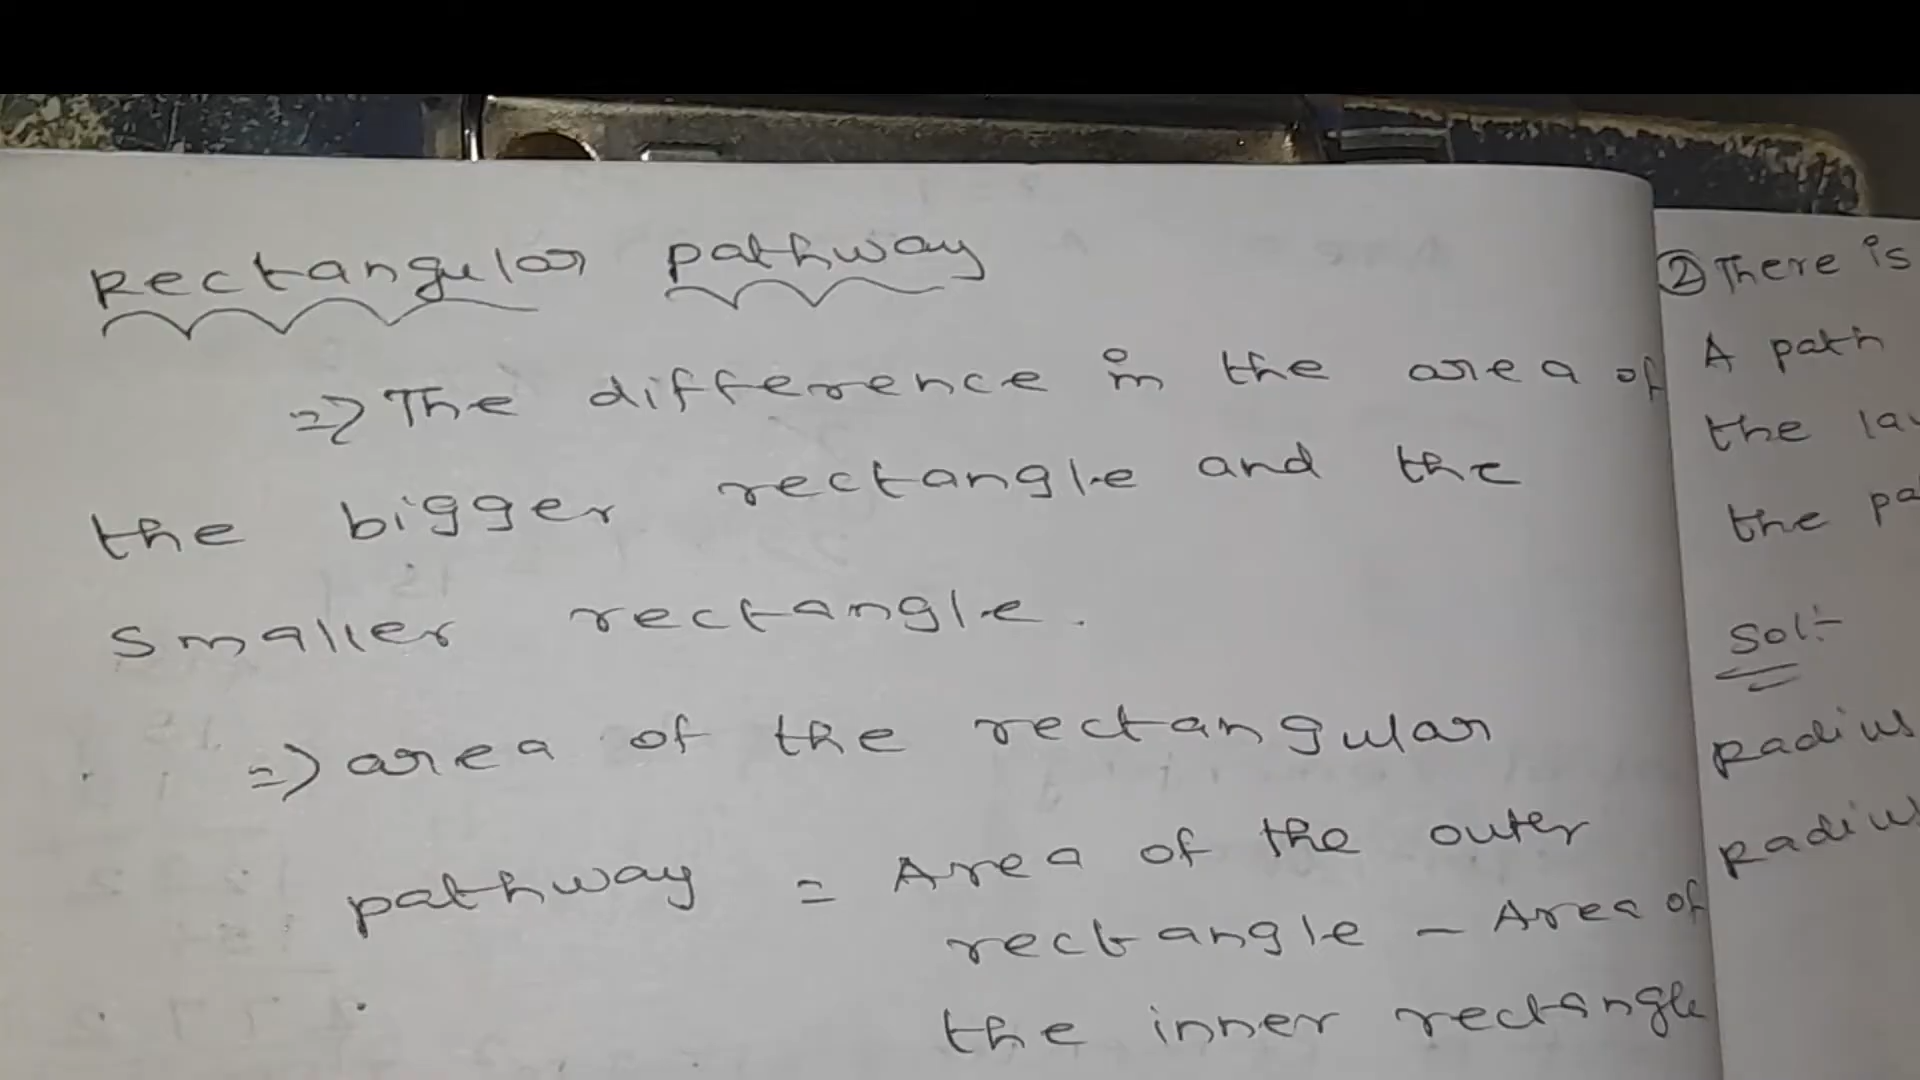 Rectangular pathway
=> The difference in the area of
the bigger rectangle and the
smaller rectangle.
=> area of the rectangular
pathway = Area of the outer
rectangle - Area of
the inner rectangle
② There is
A path
the
the
Sol:-
Radius
Radius